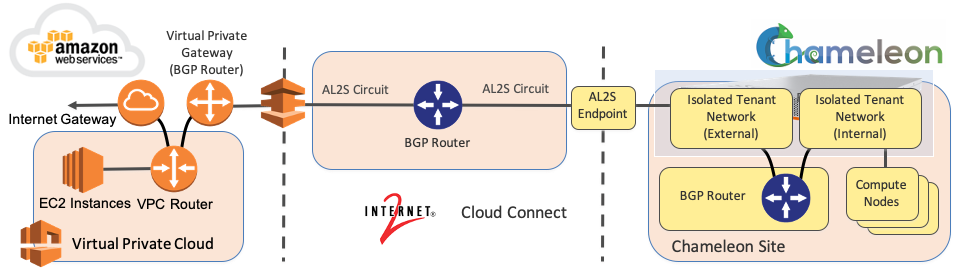 amazon
web services™
Virtual Private
Gateway
(BGP Router)
Internet Gateway
EC2 Instances
VPC Router
Virtual Private Cloud
AL2S Circuit
AL2S Circuit
BGP Router
INTERNET®
2
Cloud Connect
AL2S
Endpoint
Chameleon
Isolated Tenant
Network
(External)
Isolated Tenant
Network
(Internal)
BGP Router
Compute
Nodes
Chameleon Site